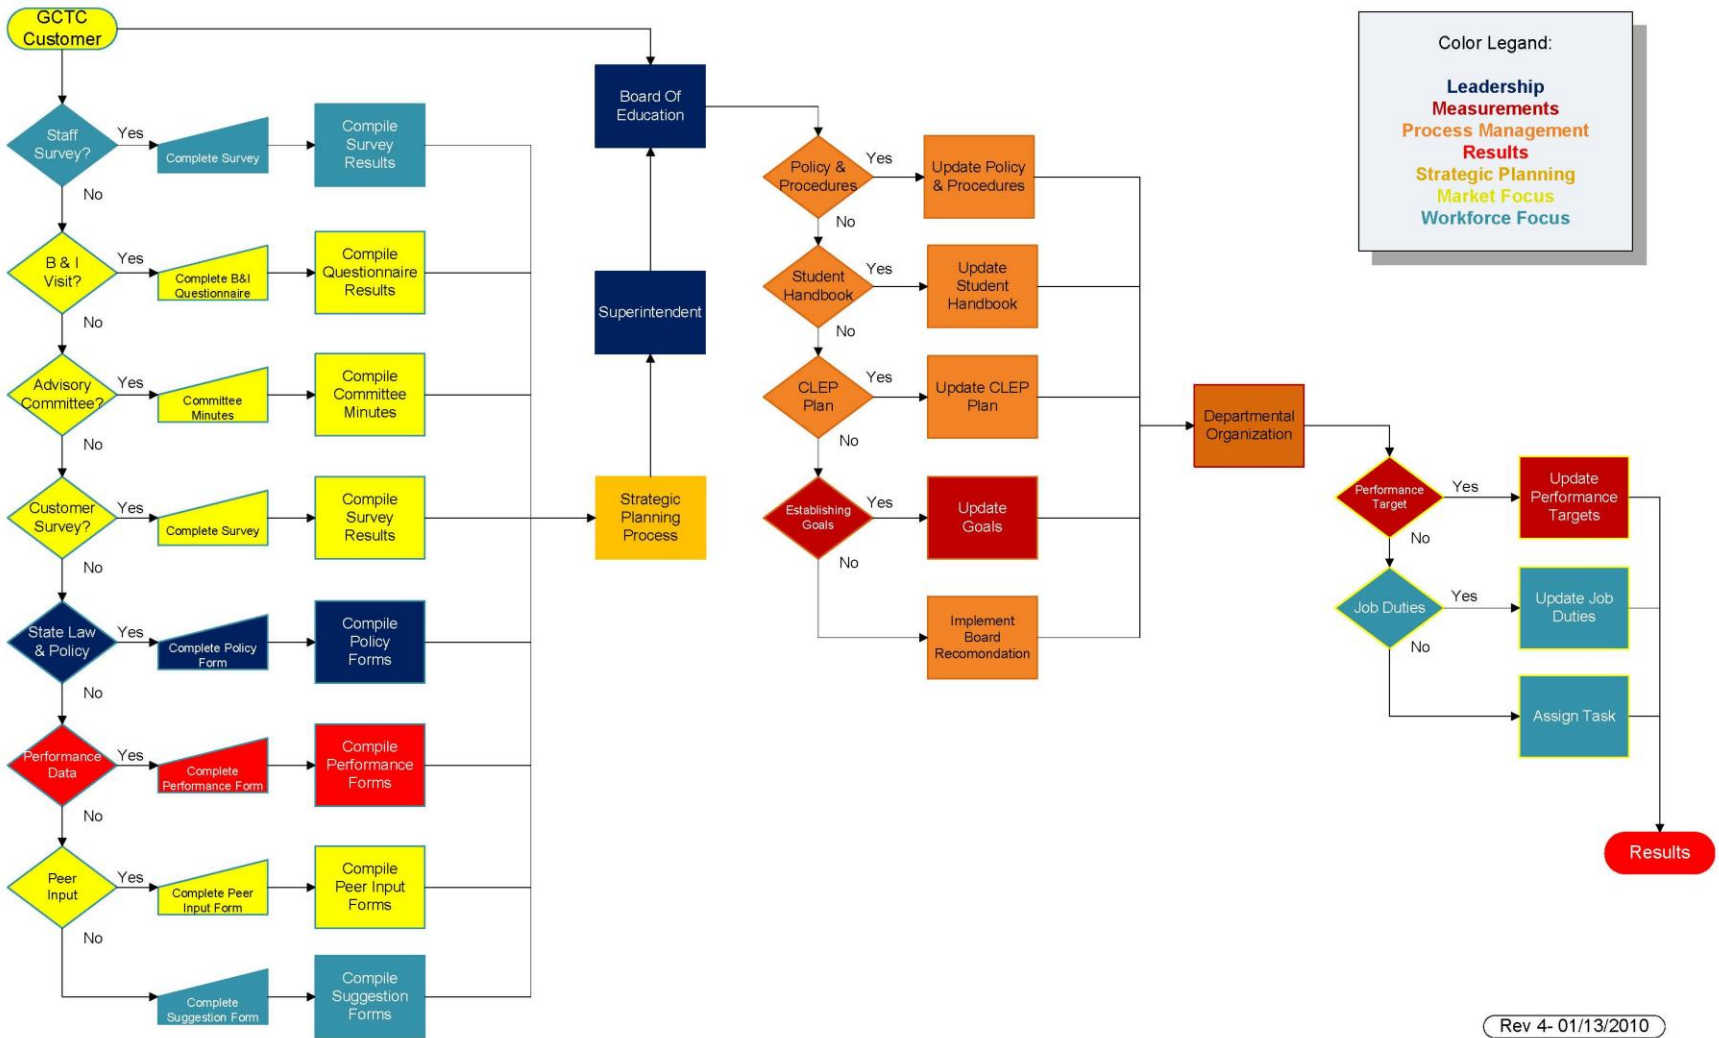 GCTC
Customer
Staff
Survey?
Yes
Complete Survey
Compile
Survey
Results
No
B & I
Visit?
Yes
Complete B&I
Questionnaire
Compile
Questionnaire
Results
No
Advisory
Committee?
Yes
Committee
Minutes
Compile
Committee
Minutes
No
Customer
Survey?
Yes
Complete Survey
Compile
Survey
Results
No
State Law
& Policy
Yes
Complete Policy
Form
Compile
Policy
Forms
No
Performance
Data
Yes
Complete
Performance Form
Compile
Performance
Forms
No
Peer
Input
Yes
Complete Peer
Input Form
Compile
Peer Input
Forms
No
Complete
Suggestion Form
Compile
Suggestion
Forms
Board Of
Education
Superintendent
Strategic
Planning
Process
Policy &
Procedures
Yes
Update Policy
& Procedures
No
Student
Handbook
Yes
Update
Student
Handbook
No
CLEP
Plan
Yes
Update CLEP
Plan
No
Establishing
Goals
Yes
Update
Goals
No
Implement
Board
Recomondation
Departmental
Organization
Performance
Target
Yes
Update
Performance
Targets
No
Job Duties
Yes
Update Job
Duties
No
Assign Task
Results
Color Legand:
Leadership
Measurements
Process Management
Results
Strategic Planning
Market Focus
Workforce Focus
Rev 4- 01/13/2010